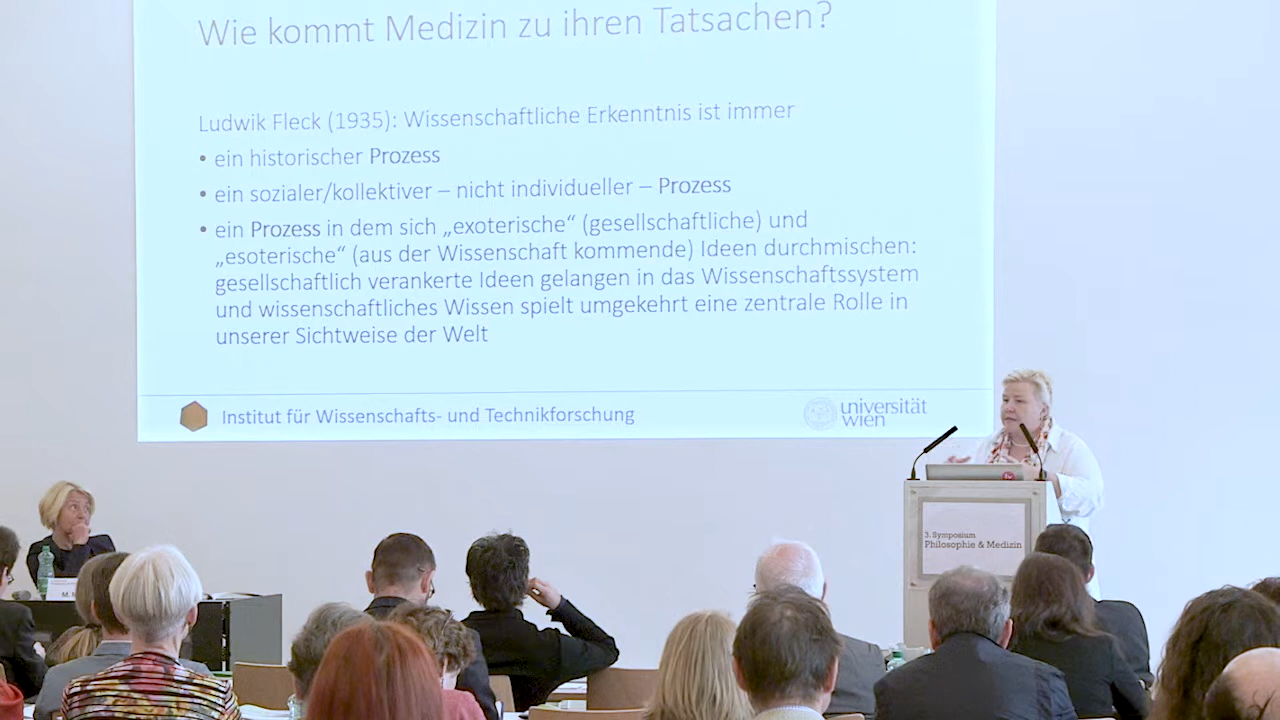 Wie kommt Medizin zu ihren Tatsachen?
Ludwik Fleck (1935): Wissenschaftliche Erkenntnis ist immer
• ein historischer Prozess
• ein sozialer/kollektiver – nicht individueller – Prozess
• ein Prozess in dem sich „exoterische“ (gesellschaftliche) und
„esoterische“ (aus der Wissenschaft kommende) Ideen durchmischen:
gesellschaftlich verankerte Ideen gelangen in das Wissenschaftssystem
und wissenschaftliches Wissen spielt umgekehrt eine zentrale Rolle in
unserer Sichtweise der Welt
Institut für Wissenschafts- und Technikforschung
universität
wien
3. Symposium
Philosophie & Medizin